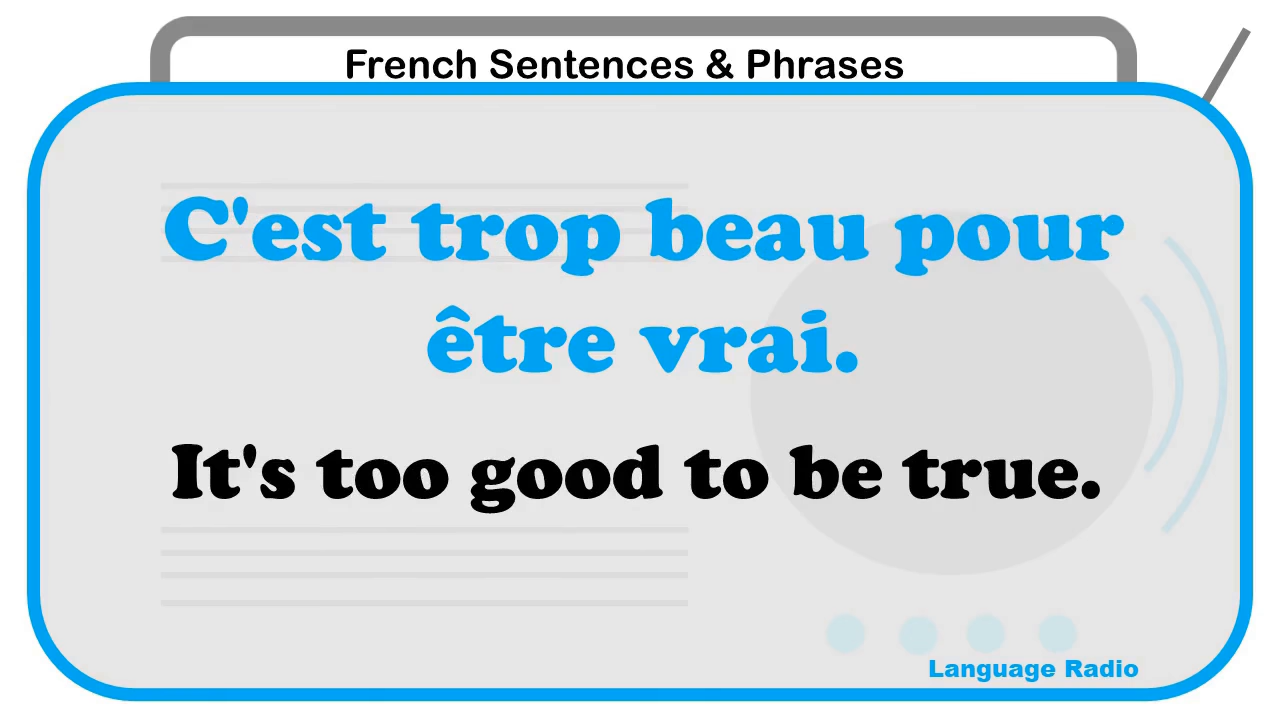 French Sentences & Phrases
C'est trop beau pour
être vrai.
It's too good to be true.
Language Radio